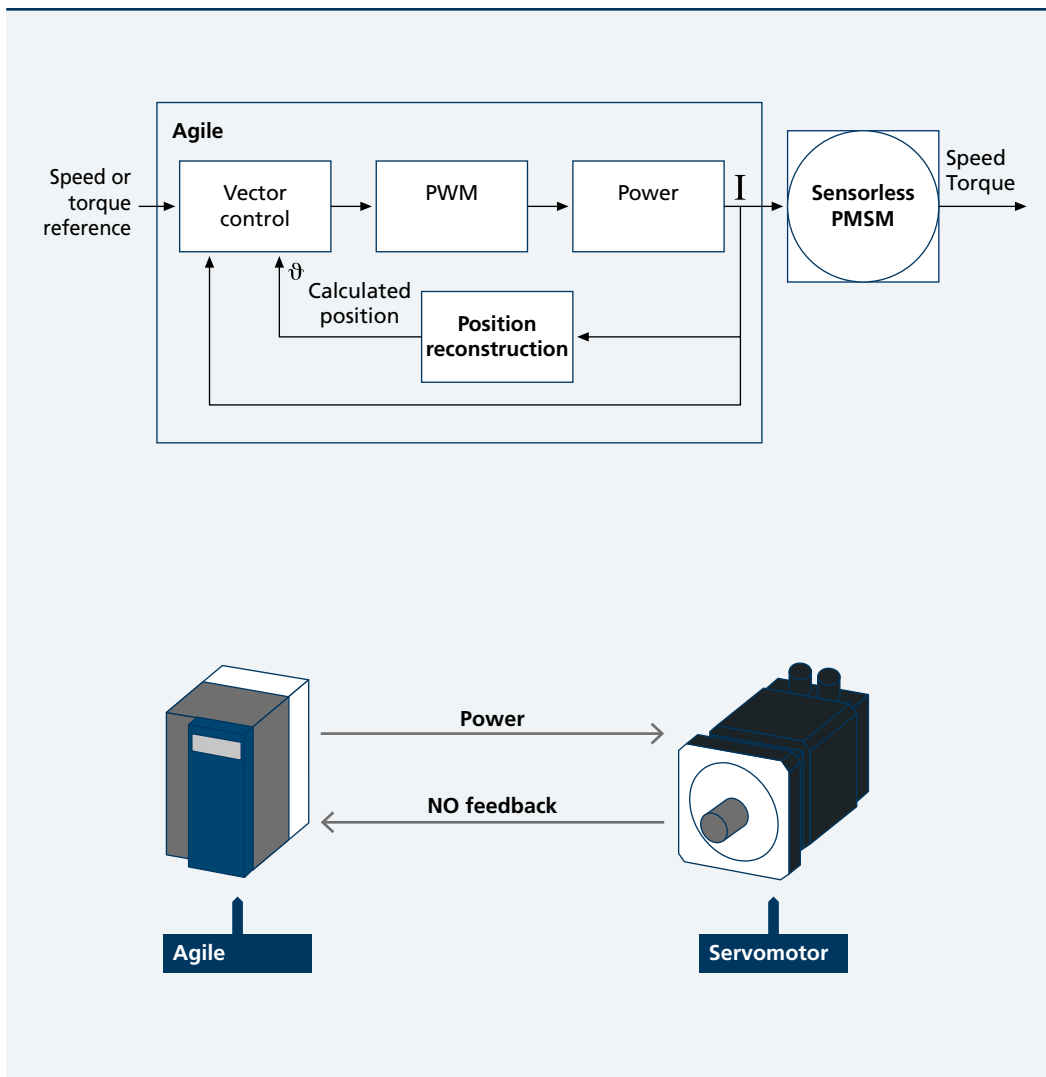 Agile
Speed or
torque
reference
Vector
control
PWM
Power
I
Sensorless
PMSM
Speed
Torque
ϑ
Calculated
position
Position
reconstruction
Power
NO feedback
Agile
Servomotor